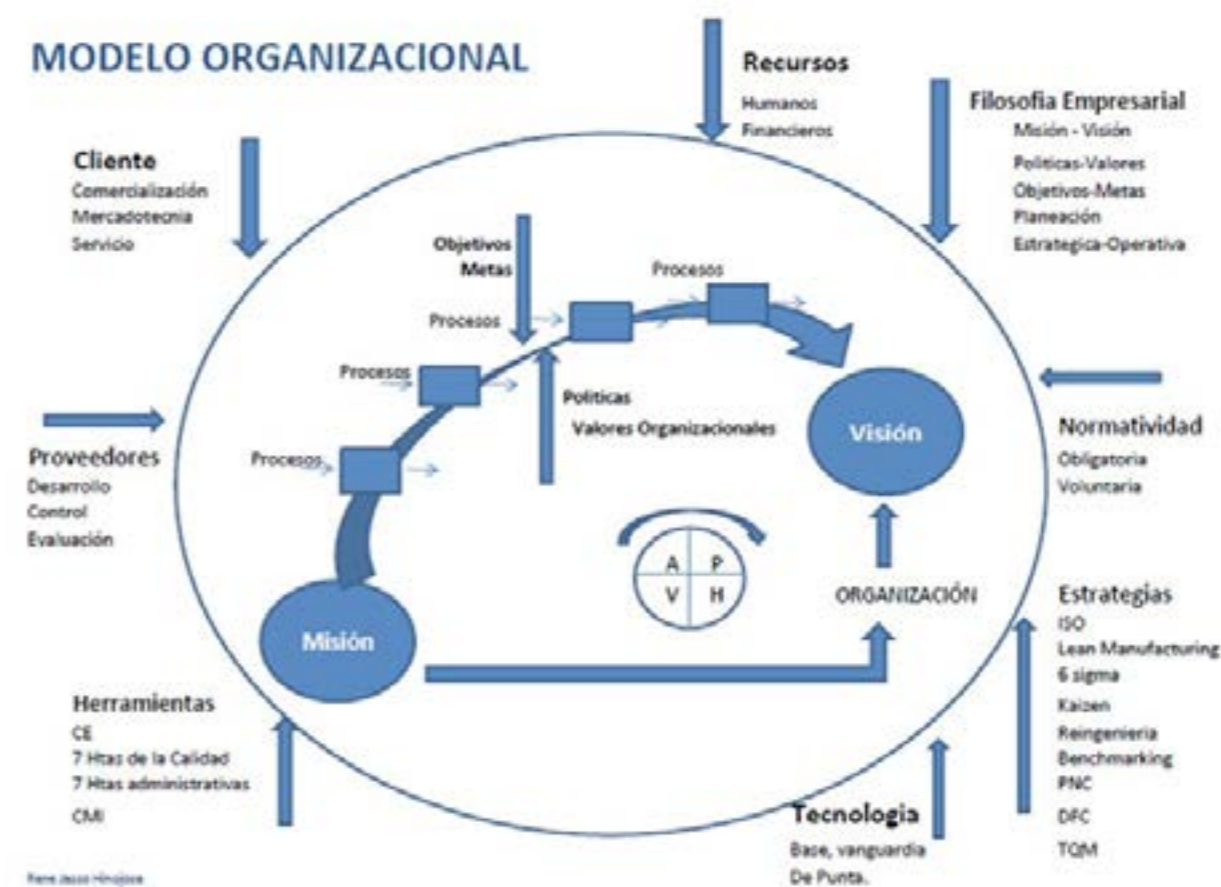 MODELO ORGANIZACIONAL
Recursos
Humanos
Financieros
Filosofia Empresarial
Misión - Visión
Politicas-Valores
Objetivos-Metas
Planeación
Estrategica-Operativa
Cliente
Comercialización
Mercadotecnia
Servicio
Objetivos
Metas
Procesos
Procesos
Procesos
Procesos
Politicas
Valores Organizacionales
Visión
Normatividad
Obligatoria
Voluntaria
Proveedores
Desarrollo
Control
Evaluación
A P
V H
ORGANIZACIÓN
Misión
Estrategias
ISO
Lean Manufacturing
6 sigma
Kaizen
Reingenieria
Benchmarking
PNC
DFC
TQM
Herramientas
CE
7 Htas de la Calidad
7 Htas administrativas
CMI
Tecnologia
Base, vanguardia
De Punta.